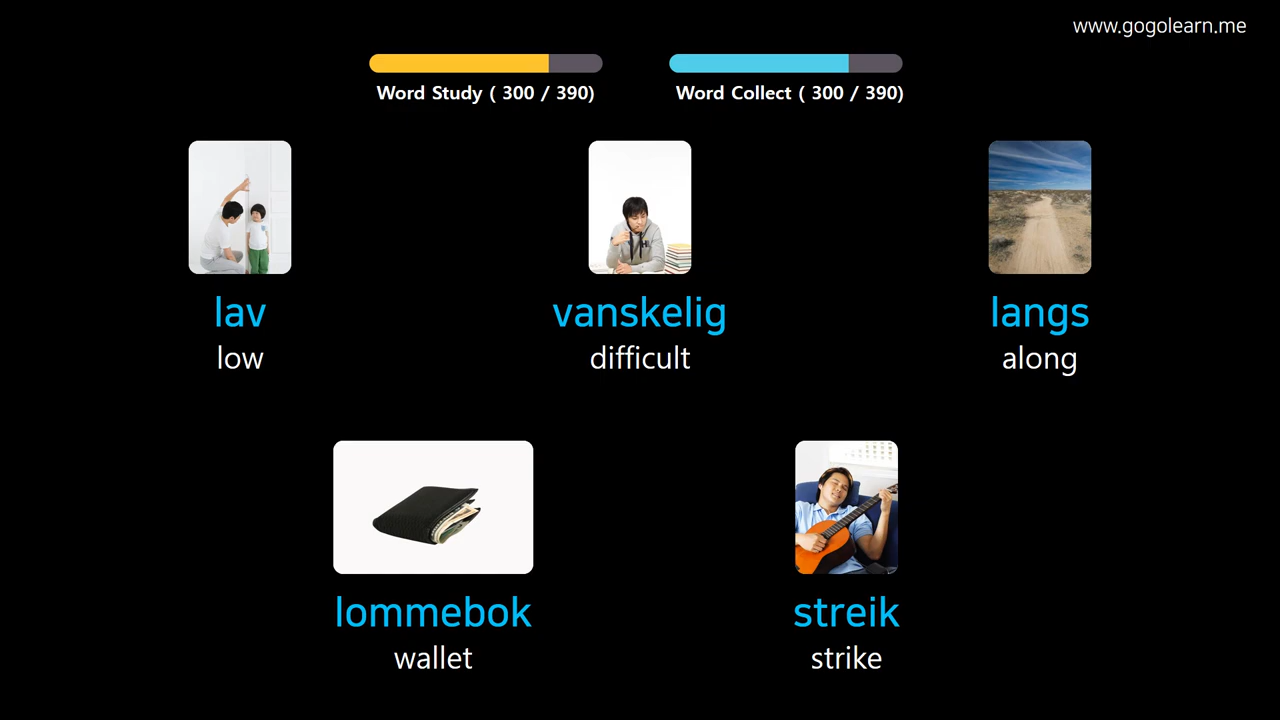 www.gogolearn.me
Word Study ( 300 / 390)
Word Collect ( 300 / 390)
lav
low
vanskelig
difficult
langs
along
lommebok
wallet
streik
strike